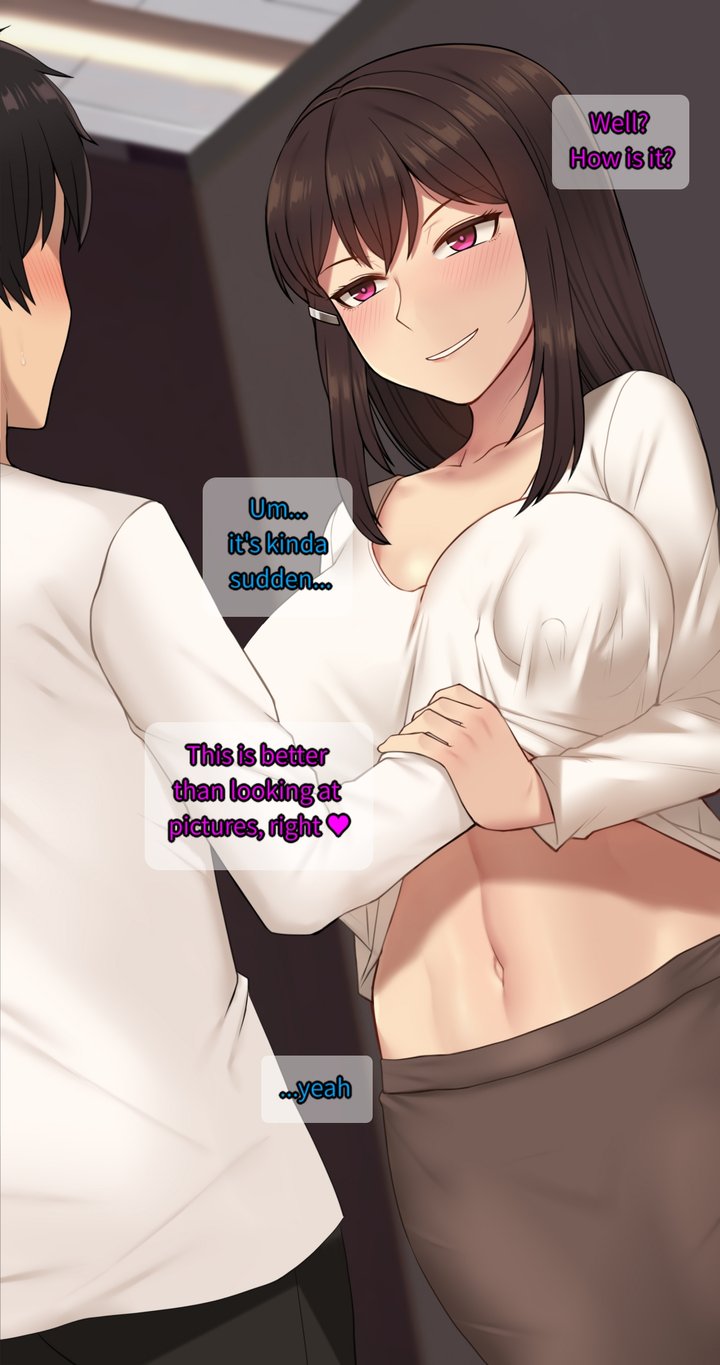 Well?
How is it?
Um...
it's kinda
sudden...
This is better
than looking at
pictures, right ♥
...yeah